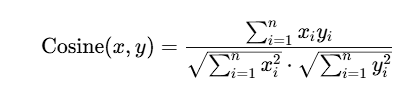 Cosine(x, y) = \frac{\sum_{i=1}^{n} x_i y_i}{\sqrt{\sum_{i=1}^{n} x_i^2} \cdot \sqrt{\sum_{i=1}^{n} y_i^2}}